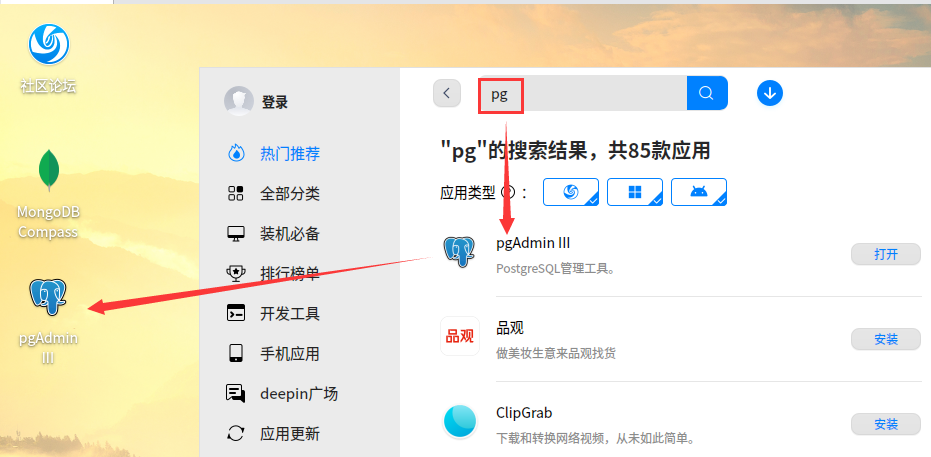 社区论坛
MongoDB
Compass
pgAdmin
III
登录
热门推荐
全部分类
装机必备
排行榜单
开发工具
手机应用
deepin广场
应用更新
pg
"pg"的搜索结果，共85款应用
应用类型 ? ：
pgAdmin III
PostgreSQL管理工具。
打开
品观
品观
做美妆生意来品观找货
安装
ClipGrab
下载和转换网络视频，从未如此简单。
安装